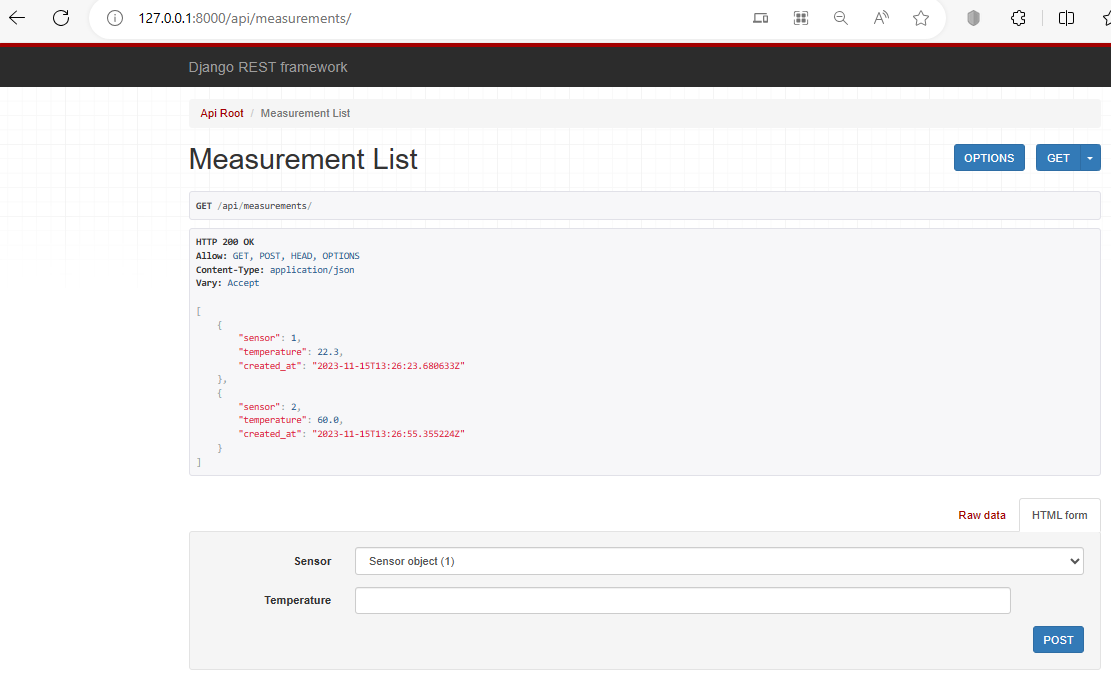 127.0.0.1:8000/api/measurements/
Django REST framework
Api Root / Measurement List
Measurement List
OPTIONS GET
GET /api/measurements/
HTTP 200 OK
Allow: GET, POST, HEAD, OPTIONS
Content-Type: application/json
Vary: Accept
[
    {
        "sensor": 1,
        "temperature": 22.3,
        "created_at": "2023-11-15T13:26:23.680633Z"
    },
    {
        "sensor": 2,
        "temperature": 60.0,
        "created_at": "2023-11-15T13:26:55.355224Z"
    }
]
Raw data HTML form
Sensor Sensor object (1)
Temperature
POST